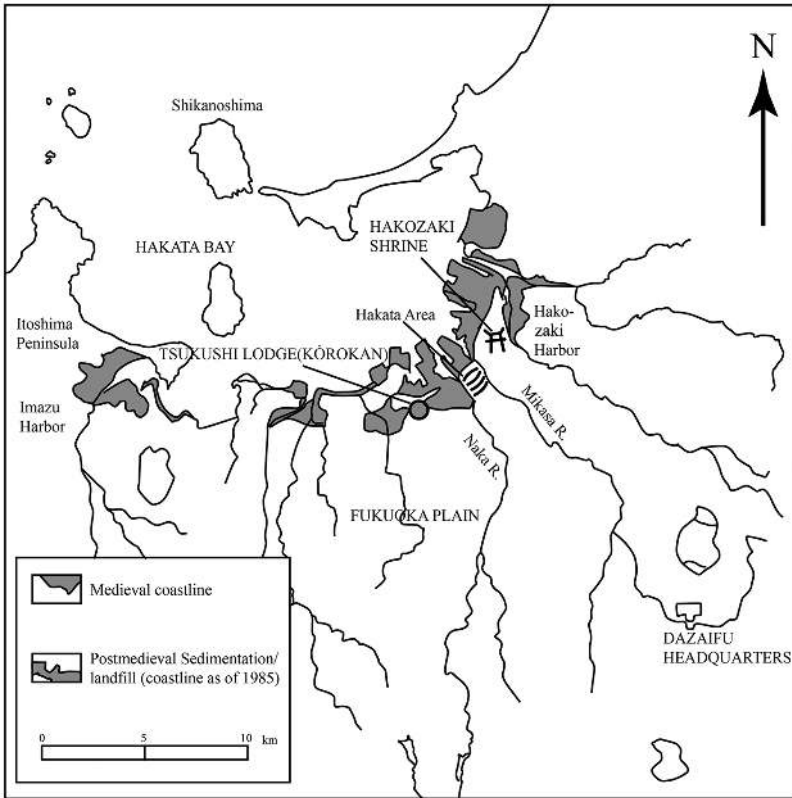 N
Shikanoshima
HAKOZAKI
SHRINE
HAKATA BAY
Hakata Area
Hako-
zaki
Harbor
Itoshima
Peninsula
TSUKUSHI LODGE(KŌROKAN)
Imazu
Harbor
Mikasa R.
Naka R.
FUKUOKA PLAIN
Medieval coastline
DAZAIFU
HEADQUARTERS
Postmedieval Sedimentation/
landfill (coastline as of 1985)
0 5 10
km